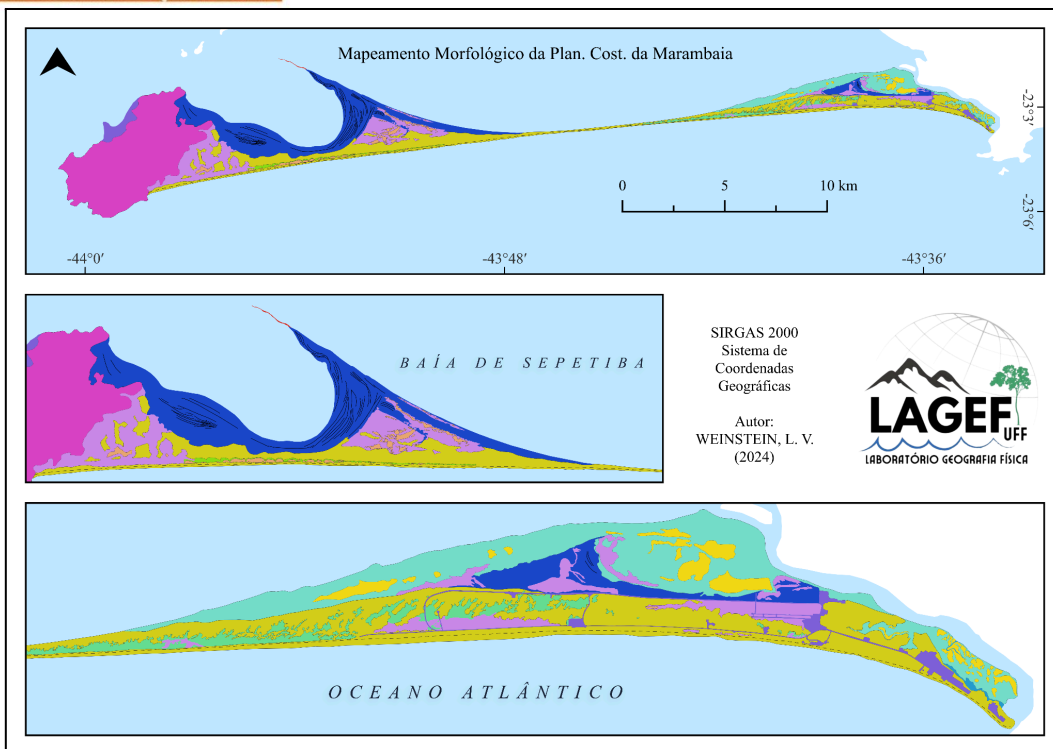 Mapeamento Morfológico da Plan. Cost. da Marambaia
-23°3'
0 5 10 km
-23°6'
-44°0' -43°48' -43°36'
BAÍA DE SEPETIBA
SIRGAS 2000
Sistema de
Coordenadas
Geográficas
Autor:
WEINSTEIN, L. V.
(2024)
LAGEF
UFF
LABORATÓRIO GEOGRAFIA FÍSICA
OCEANO ATLÂNTICO